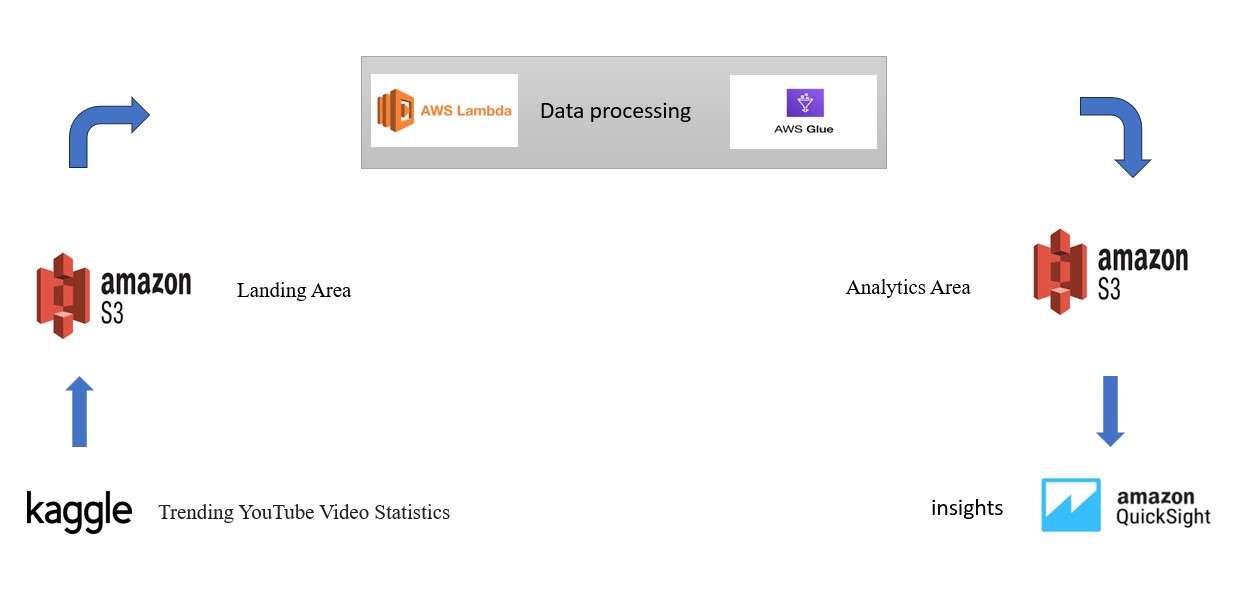 AWS Lambda
Data processing
AWS Glue
amazon
S3
Landing Area
Analytics Area
amazon
S3
kaggle
Trending YouTube Video Statistics
insights
amazon
QuickSight